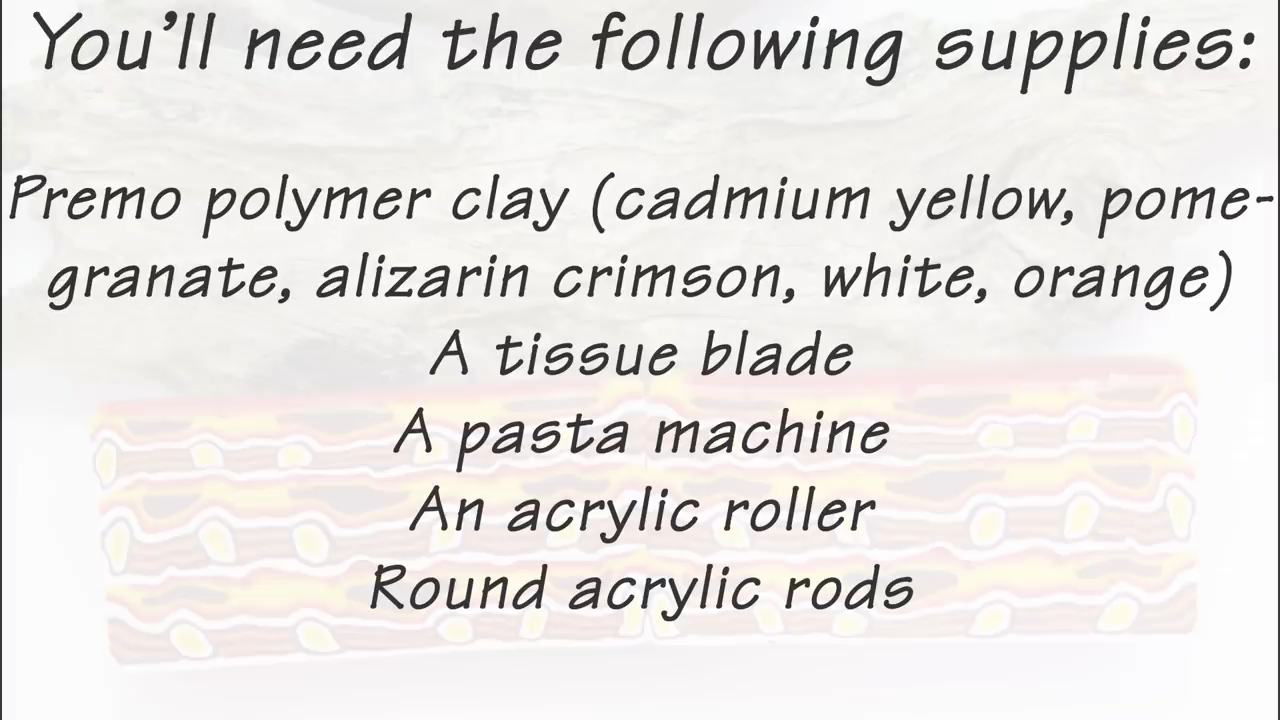 You'll need the following supplies:
Premo polymer clay (cadmium yellow, pome-
granate, alizarin crimson, white, orange)
A tissue blade
A pasta machine
An acrylic roller
Round acrylic rods